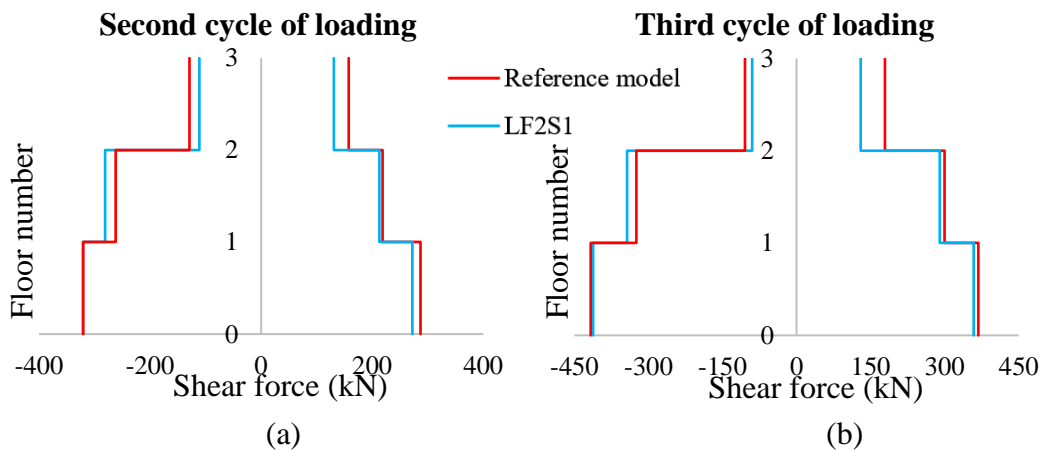 Second cycle of loading
3
2
1
0
Floor number
-400 -200 0 200 400
Shear force (kN)
(a)
Reference model
LF2S1
Third cycle of loading
3
2
1
0
Floor number
-450 -300 -150 0 150 300 450
Shear force (kN)
(b)